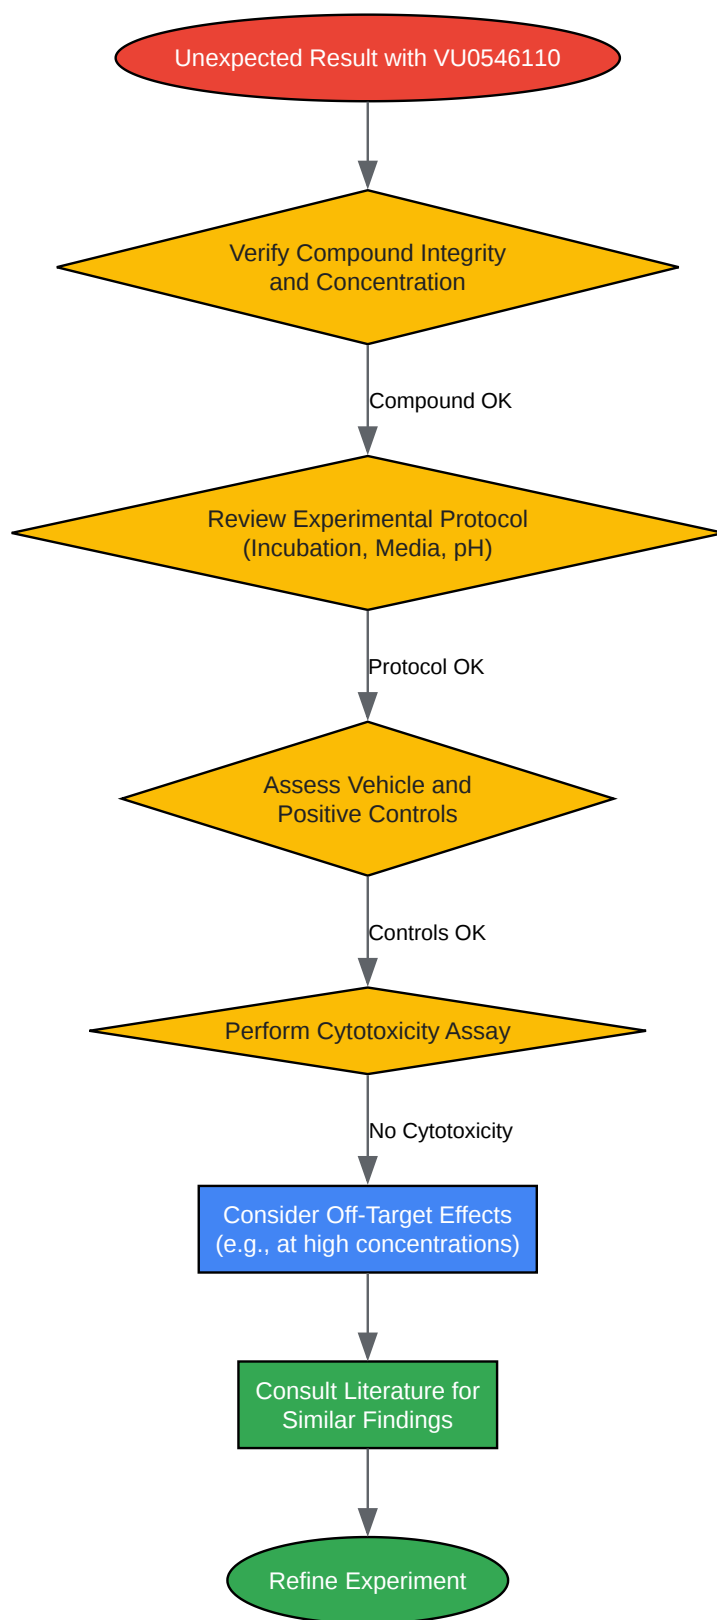 Unexpected Result with VU0546110
Verify Compound Integrity
and Concentration
Compound OK
Review Experimental Protocol
(Incubation, Media, pH)
Protocol OK
Assess Vehicle and
Positive Controls
Controls OK
Perform Cytotoxicity Assay
No Cytotoxicity
Consider Off-Target Effects
(e.g., at high concentrations)
Consult Literature for
Similar Findings
Refine Experiment